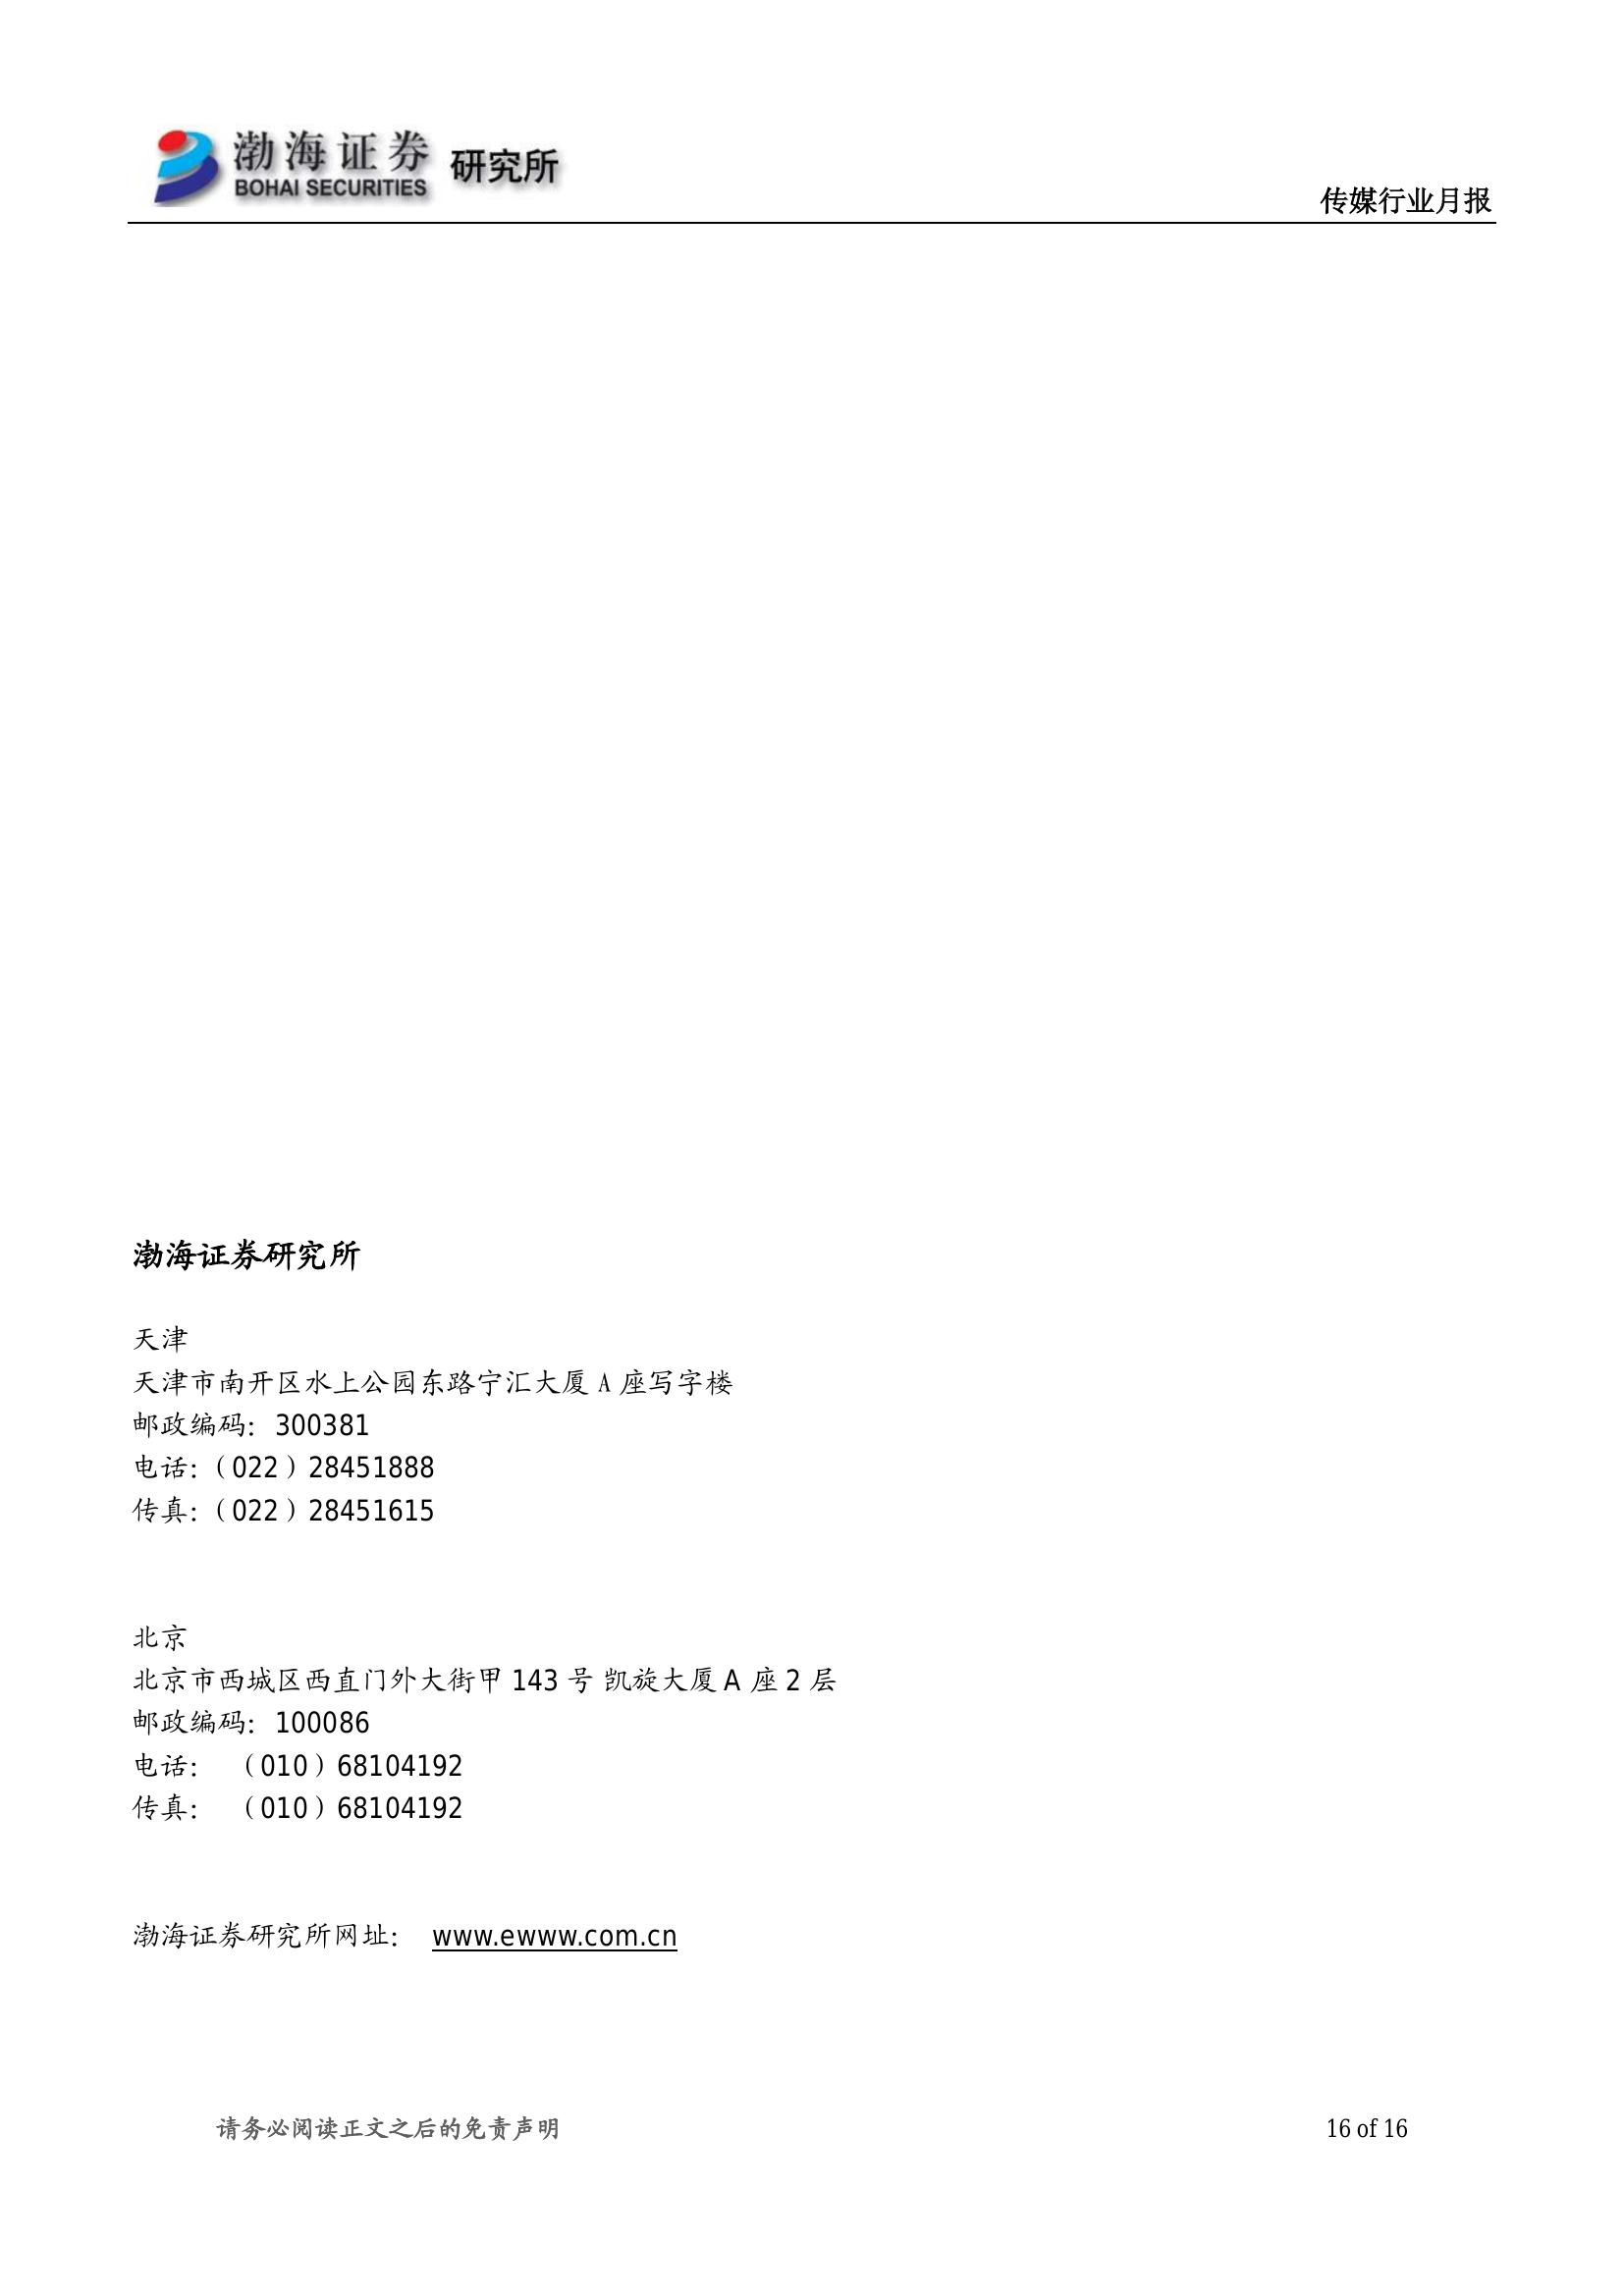 渤海证券 研究所
BOHAI SECURITIES
传媒行业月报
渤海证券研究所
天津
天津市南开区水上公园东路宁汇大厦 A 座写字楼
邮政编码：300381
电话：（022）28451888
传真：（022）28451615
北京
北京市西城区西直门外大街甲 143 号 凯旋大厦 A 座 2 层
邮政编码：100086
电话： （010）68104192
传真： （010）68104192
渤海证券研究所网址： www.ewww.com.cn
请务必阅读正文之后的免责声明
16 of 16